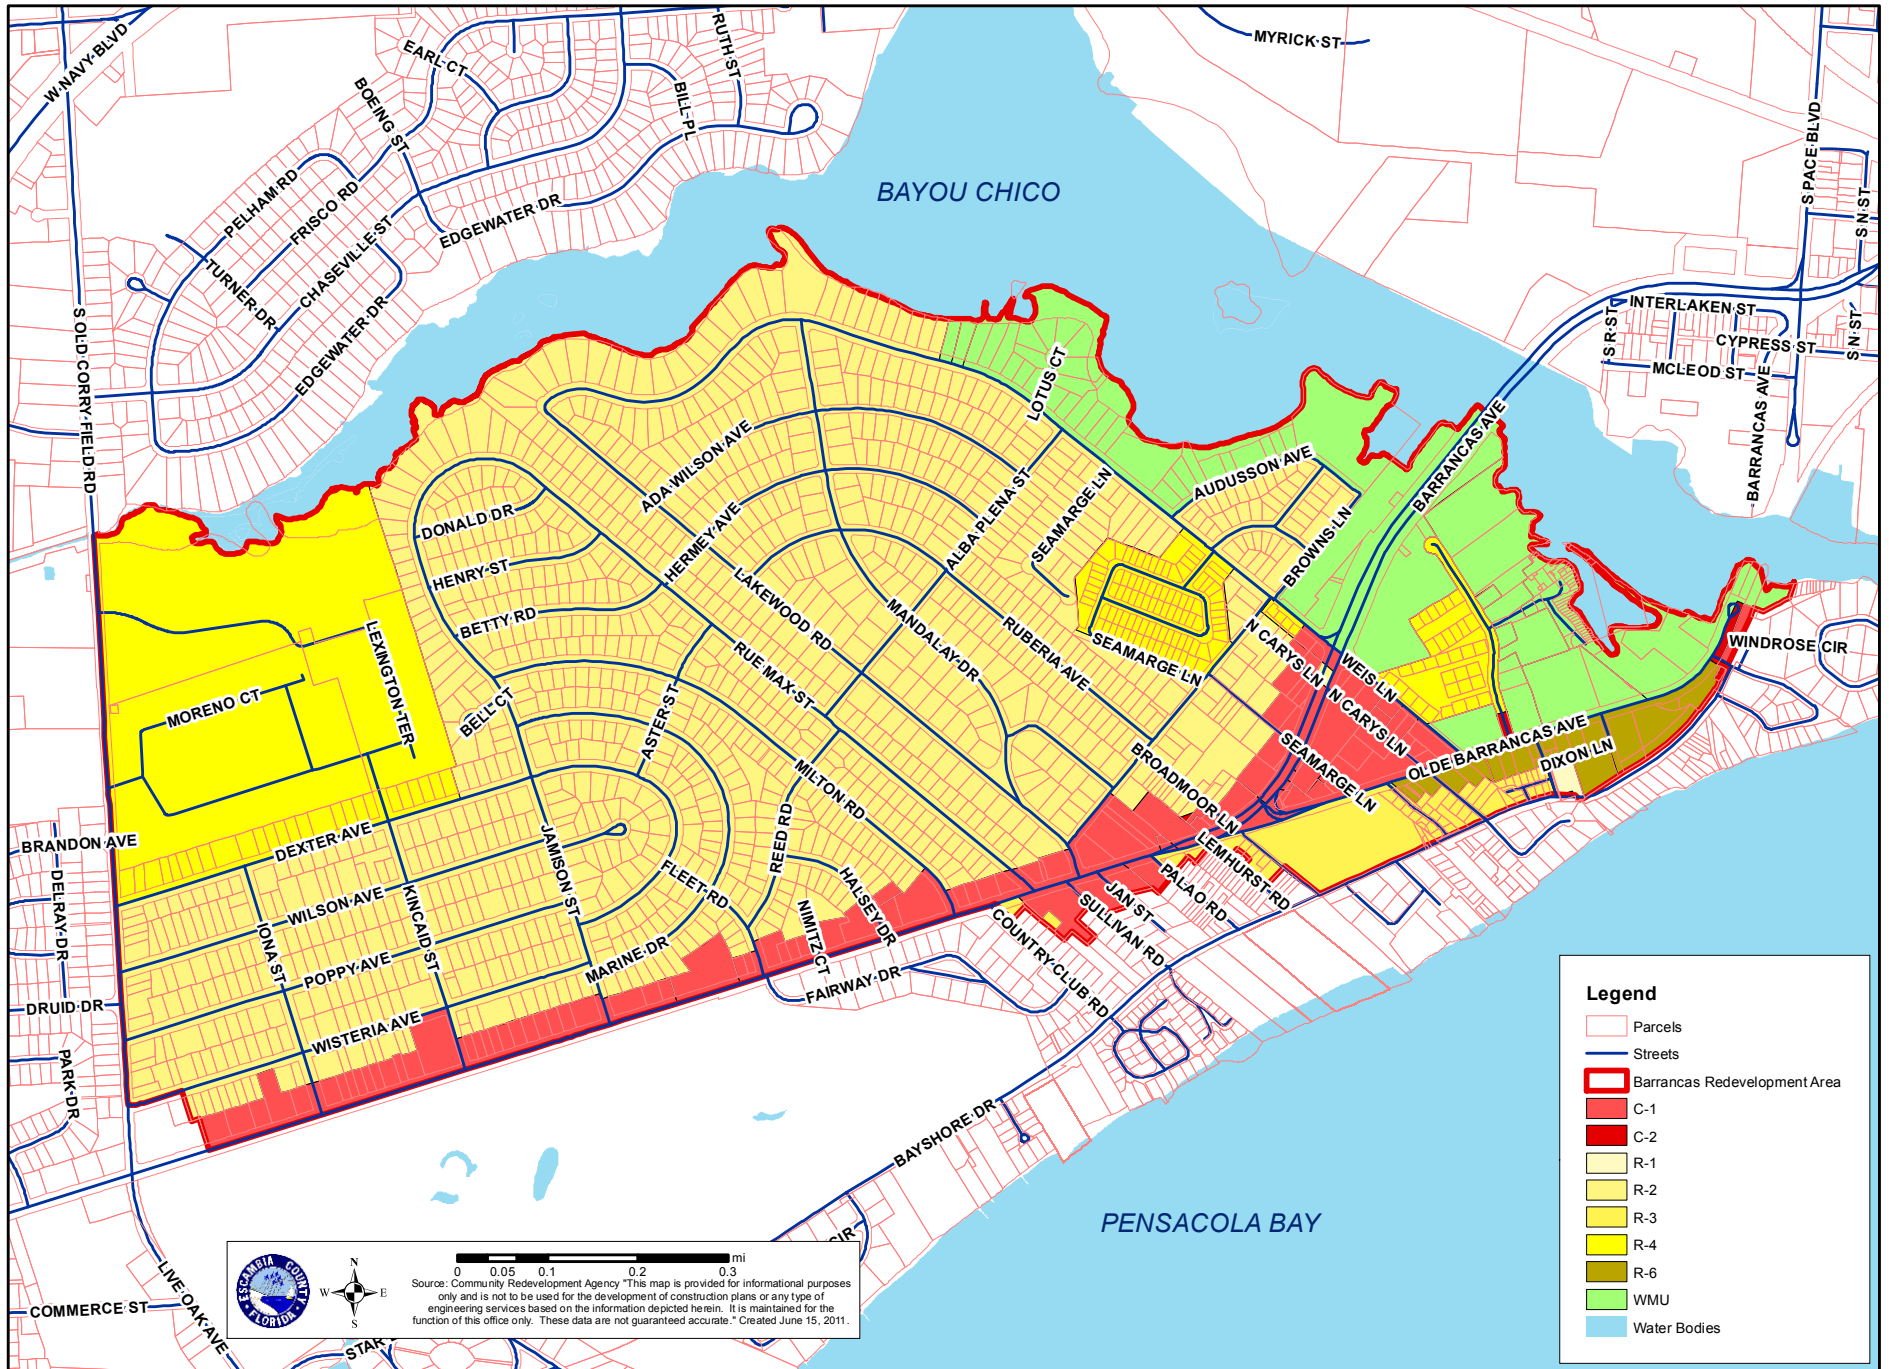 W NAVY BLVD
EARL CT
BOEING ST
RUTH ST
BILL PL
MYRICK ST
S PACE BLVD
S N ST
BAYOU CHICO
PELHAM RD
FRISCO RD
CHASEVILLE ST
TURNER DR
EDGEWATER DR
EDGEWATER DR
S OLD CORRY FIELD RD
INTERLAKEN ST
S R ST
CYPRESS ST
S N ST
MCLEOD ST
BARRANCAS AVE
BARRANCAS AVE
LOTUS CT
ADA WILSON AVE
ALBA PLENA ST
SEAMARGE LN
AUDUSSON AVE
BROWNS LN
DONALD DR
HENRY ST
BETTY RD
HERMEY AVE
LAKEWOOD RD
MANDALAY DR
RUBERIA AVE
SEAMARGE LN
N CARYS LN
N CARYS LN
WEIS LN
WINDROSE CIR
LEXINGTON TER
MORENO CT
BELL CT
ASTER ST
RUE MAX ST
MILTON RD
BROADMOOR LN
SEAMARGE LN
OLDE BARRANCAS AVE
DIXON LN
BRANDON AVE
DELRAY DR
DEXTER AVE
WILSON AVE
JAMISON ST
KINCAID ST
IONA ST
POPPY AVE
FLEET RD
REED RD
HALSEY DR
NIMITZ CT
MARINE DR
WISTERIA AVE
FAIRWAY DR
COUNTRY CLUB RD
SULLIVAN RD
JAN ST
PALAO RD
LEMHURST RD
DRUID DR
PARK DR
BAYSHORE DR
PENSACOLA BAY
LIVE OAK AVE
COMMERCE ST
CIR
STAR
Legend
Parcels
Streets
Barrancas Redevelopment Area
C-1
C-2
R-1
R-2
R-3
R-4
R-6
WMU
Water Bodies
ESCAMBIA COUNTY
FLORIDA
N
W E
S
mi
0 0.05 0.1 0.2 0.3
Source: Community Redevelopment Agency "This map is provided for informational purposes
only and is not to be used for the development of construction plans or any type of
engineering services based on the information depicted herein. It is maintained for the
function of this office only. These data are not guaranteed accurate." Created June 15, 2011.